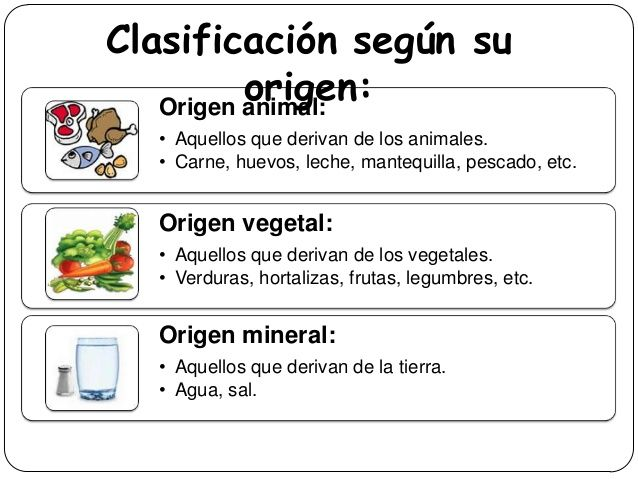 Clasificación según su
origen:
Origen animal:
• Aquellos que derivan de los animales.
• Carne, huevos, leche, mantequilla, pescado, etc.
Origen vegetal:
• Aquellos que derivan de los vegetales.
• Verduras, hortalizas, frutas, legumbres, etc.
Origen mineral:
• Aquellos que derivan de la tierra.
• Agua, sal.